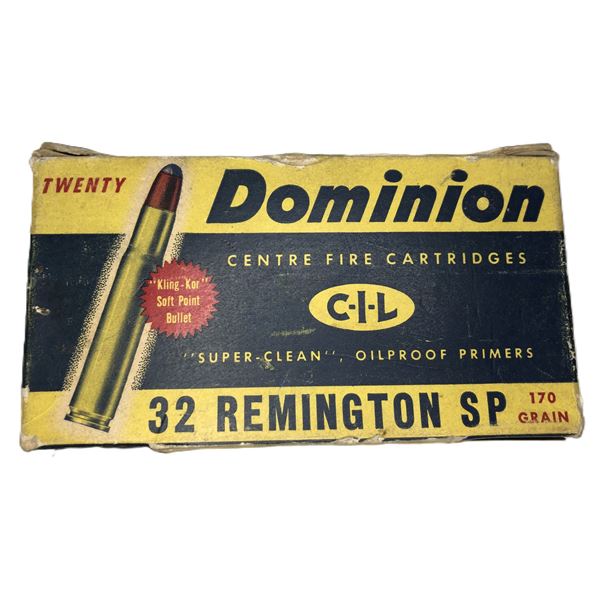 TWENTY
Dominion
CENTRE FIRE CARTRIDGES
"Kling-Kor"
Soft Point
Bullet
C-I-L
"SUPER-CLEAN", OILPROOF PRIMERS
32 REMINGTON SP
170
GRAIN